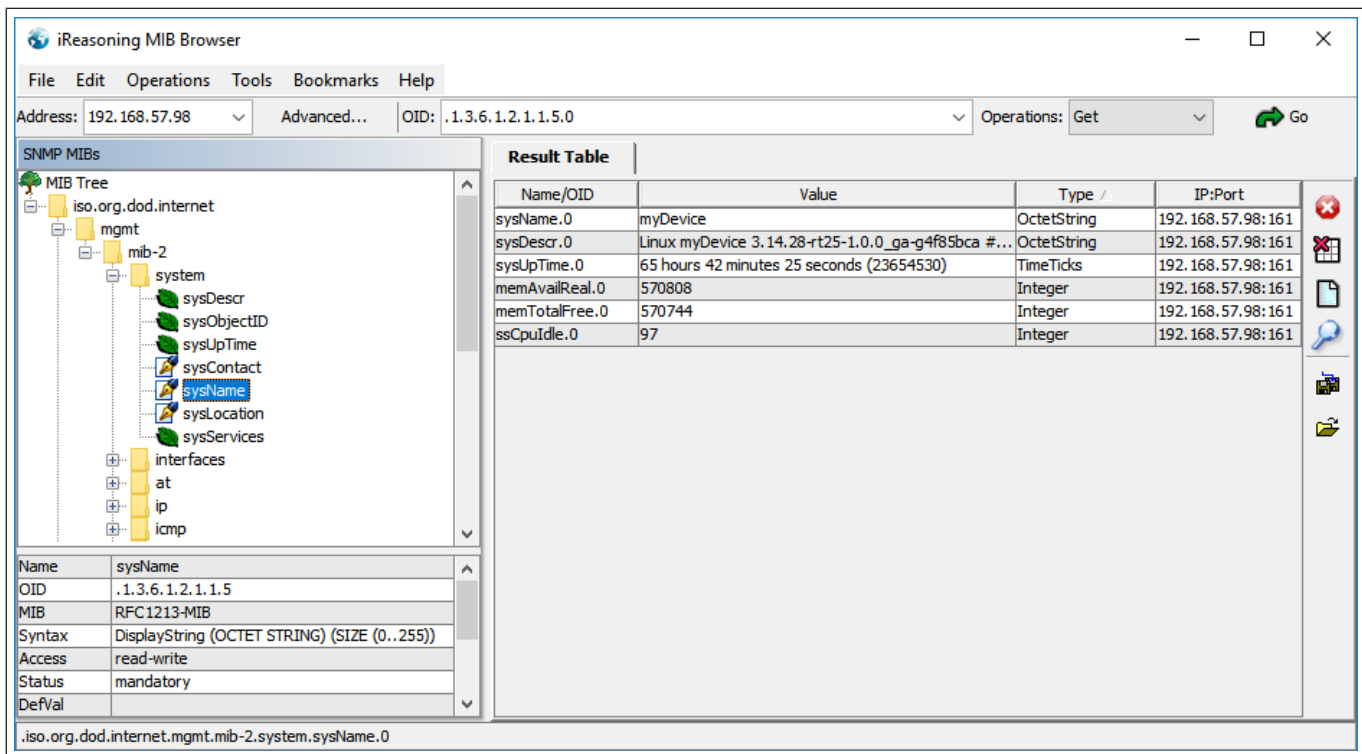 iReasoning MIB Browser
File Edit Operations Tools Bookmarks Help
Address: 192.168.57.98 Advanced... OID: .1.3.6.1.2.1.1.5.0 Operations: Get Go
SNMP MIBs
MIB Tree
iso.org.dod.internet
mgmt
mib-2
system
sysDescr
sysObjectID
sysUpTime
sysContact
sysName
sysLocation
sysServices
interfaces
at
ip
icmp
Name sysName
OID .1.3.6.1.2.1.1.5
MIB RFC1213-MIB
Syntax DisplayString (OCTET STRING) (SIZE (0..255))
Access read-write
Status mandatory
DefVal
Result Table
Name/OID Value Type IP:Port
sysName.0 myDevice OctetString 192.168.57.98:161
sysDescr.0 Linux myDevice 3.14.28-rt25-1.0.0_ga-g4f85bca #... OctetString 192.168.57.98:161
sysUpTime.0 65 hours 42 minutes 25 seconds (23654530) TimeTicks 192.168.57.98:161
memAvailReal.0 570808 Integer 192.168.57.98:161
memTotalFree.0 570744 Integer 192.168.57.98:161
ssCpuIdle.0 97 Integer 192.168.57.98:161
.iso.org.dod.internet.mgmt.mib-2.system.sysName.0